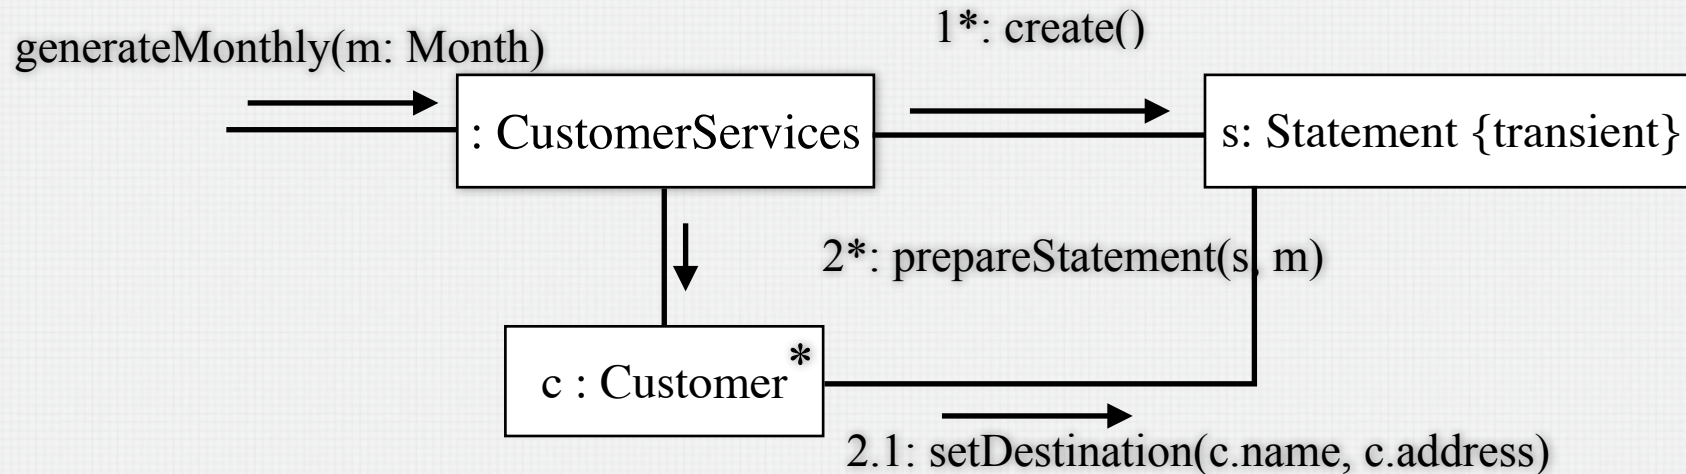 1*: create()
generateMonthly(m: Month)
: CustomerServices
s: Statement {transient}
2*: prepareStatement(s, m)
c : Customer*
2.1: setDestination(c.name, c.address)